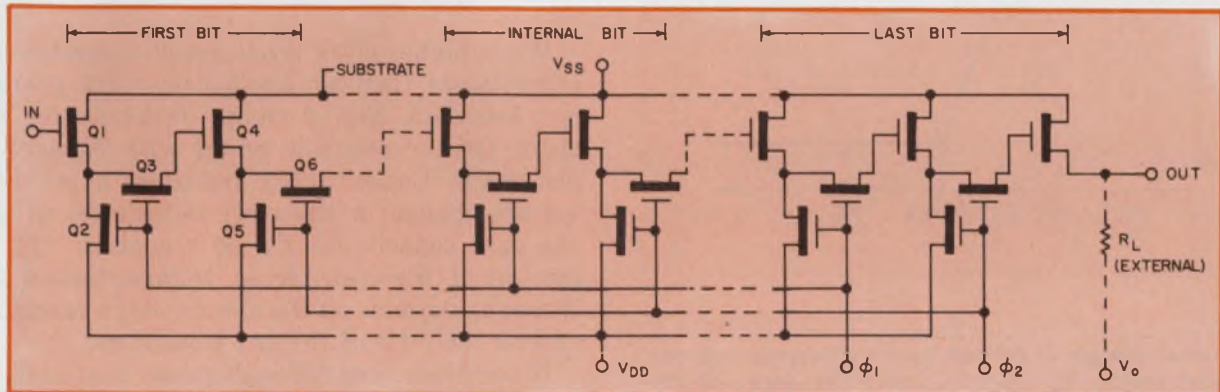 FIRST BIT
INTERNAL BIT
LAST BIT
SUBSTRATE
VSS
IN
Q1
Q4
Q3
Q6
Q2
Q5
OUT
RL
(EXTERNAL)
VDD
ϕ1
ϕ2
Vo